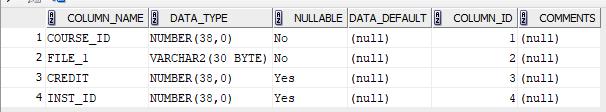 COLUMN_NAME DATA_TYPE NULLABLE DATA_DEFAULT COLUMN_ID COMMENTS
1 COURSE_ID NUMBER(38,0) No (null) 1 (null)
2 FILE_1 VARCHAR2(30 BYTE) No (null) 2 (null)
3 CREDIT NUMBER(38,0) Yes (null) 3 (null)
4 INST_ID NUMBER(38,0) Yes (null) 4 (null)